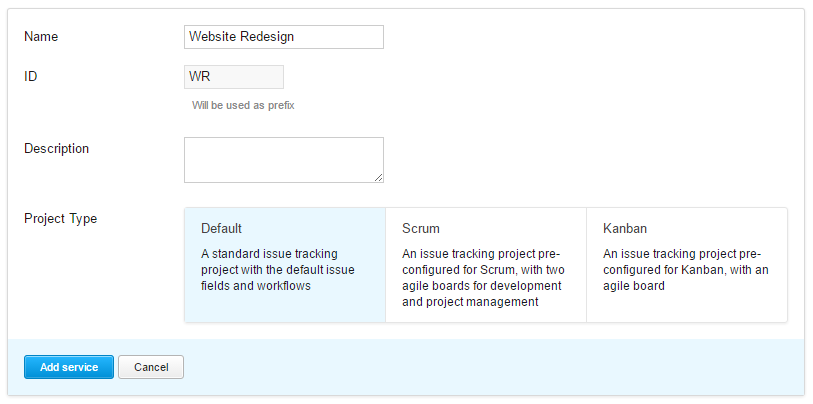 Name
Website Redesign
ID
WR
Will be used as prefix
Description
Project Type
Default
A standard issue tracking
project with the default issue
fields and workflows
Scrum
An issue tracking project pre-
configured for Scrum, with two
agile boards for development
and project management
Kanban
An issue tracking project pre-
configured for Kanban, with an
agile board
Add service
Cancel